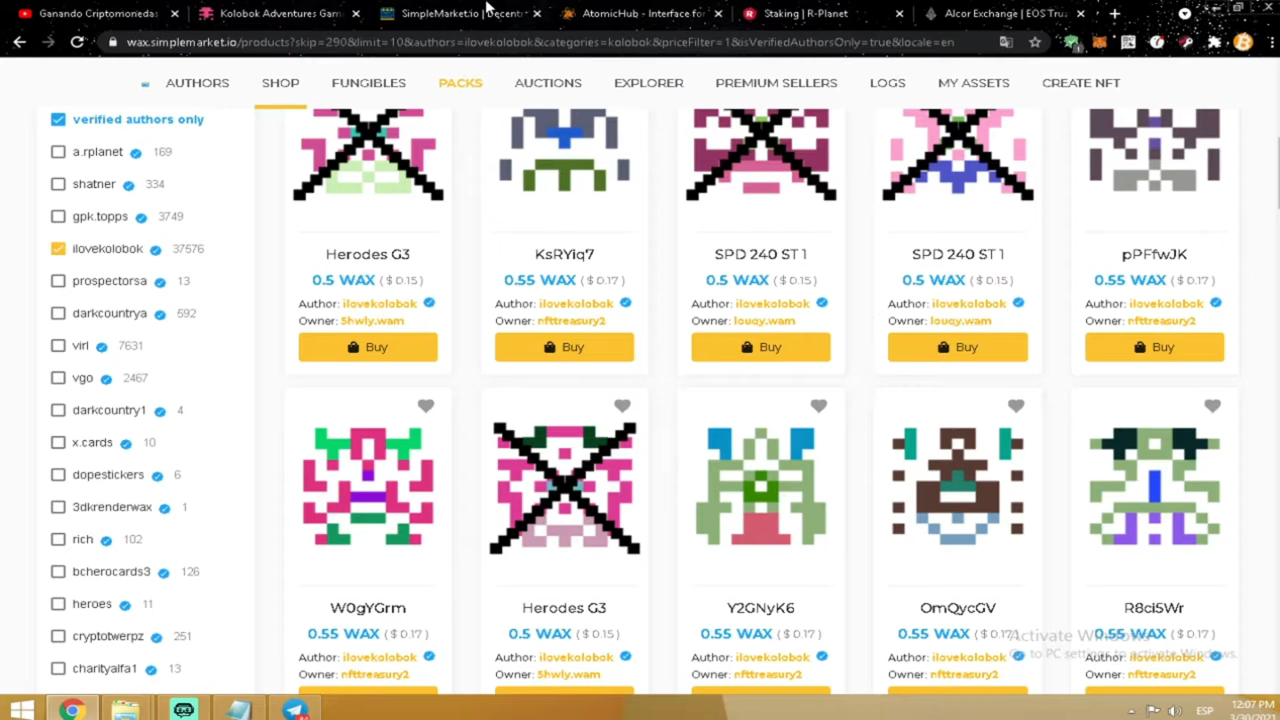 Ganando Criptomonedas
Kolobok Adventures Gam
SimpleMarket.io | Decentr
AtomicHub - Interface for
Staking | R-Planet
Alcor Exchange | EOS Tru
wax.simplemarket.io/products?skip=290&limit=10&authors=ilovekolobok&categories=kolobok&priceFilter=1&isVerifiedAuthorsOnly=true&locale=en
AUTHORS SHOP FUNGIBLES PACKS AUCTIONS EXPLORER PREMIUM SELLERS LOGS MY ASSETS CREATE NFT
verified authors only
a.rplanet 169
shatner 334
gpk.topps 3749
ilovekolobok 37576
prospectorsa 13
darkcountrya 592
virl 7631
vgo 2467
darkcountry1 4
x.cards 10
dopestickers 6
3dkrenderwax 1
rich 102
bcherocards3 126
heroes 11
cryptotwerpz 251
charityalfa1 13
Herodes G3
0.5 WAX ( $ 0.15 )
Author: ilovekolobok
Owner: 5hwly.wam
Buy
KsRYiq7
0.55 WAX ( $ 0.17 )
Author: ilovekolobok
Owner: nfttreasury2
Buy
SPD 240 ST 1
0.5 WAX ( $ 0.15 )
Author: ilovekolobok
Owner: louqy.wam
Buy
SPD 240 ST 1
0.5 WAX ( $ 0.15 )
Author: ilovekolobok
Owner: louqy.wam
Buy
pPFfwJK
0.55 WAX ( $ 0.17 )
Author: ilovekolobok
Owner: nfttreasury2
Buy
W0gYGrm
0.55 WAX ( $ 0.17 )
Author: ilovekolobok
Owner: nfttreasury2
Herodes G3
0.5 WAX ( $ 0.15 )
Author: ilovekolobok
Owner: 5hwly.wam
Y2GNyK6
0.55 WAX ( $ 0.17 )
Author: ilovekolobok
Owner: nfttreasury2
OmQycGV
0.55 WAX ( $ 0.17 )
Author: ilovekolobok
Owner: nfttreasury2
R8ci5Wr
0.55 WAX ( $ 0.17 )
Author: ilovekolobok
Owner: nfttreasury2
Activate Windows
Go to PC settings to activate Windows.
ESP
12:07 PM
3/30/2021